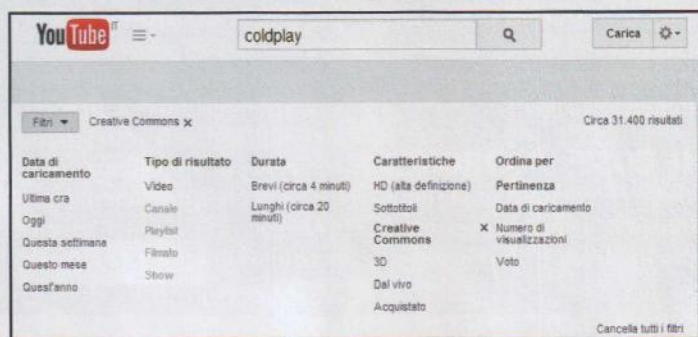 YouTube IT
coldplay
Carica
Filtri
Creative Commons x
Circa 31.400 risultati
Data di
caricamento
Ultima ora
Oggi
Questa settimana
Questo mese
Quest'anno
Tipo di risultato
Video
Canale
Playlist
Filmato
Show
Durata
Brevi (circa 4 minuti)
Lunghi (circa 20
minuti)
Caratteristiche
HD (alta definizione)
Sottotitoli
Creative
Commons x
3D
Dal vivo
Acquistato
Ordina per
Pertinenza
Data di caricamento
Numero di
visualizzazioni
Voto
Cancella tutti i filtri